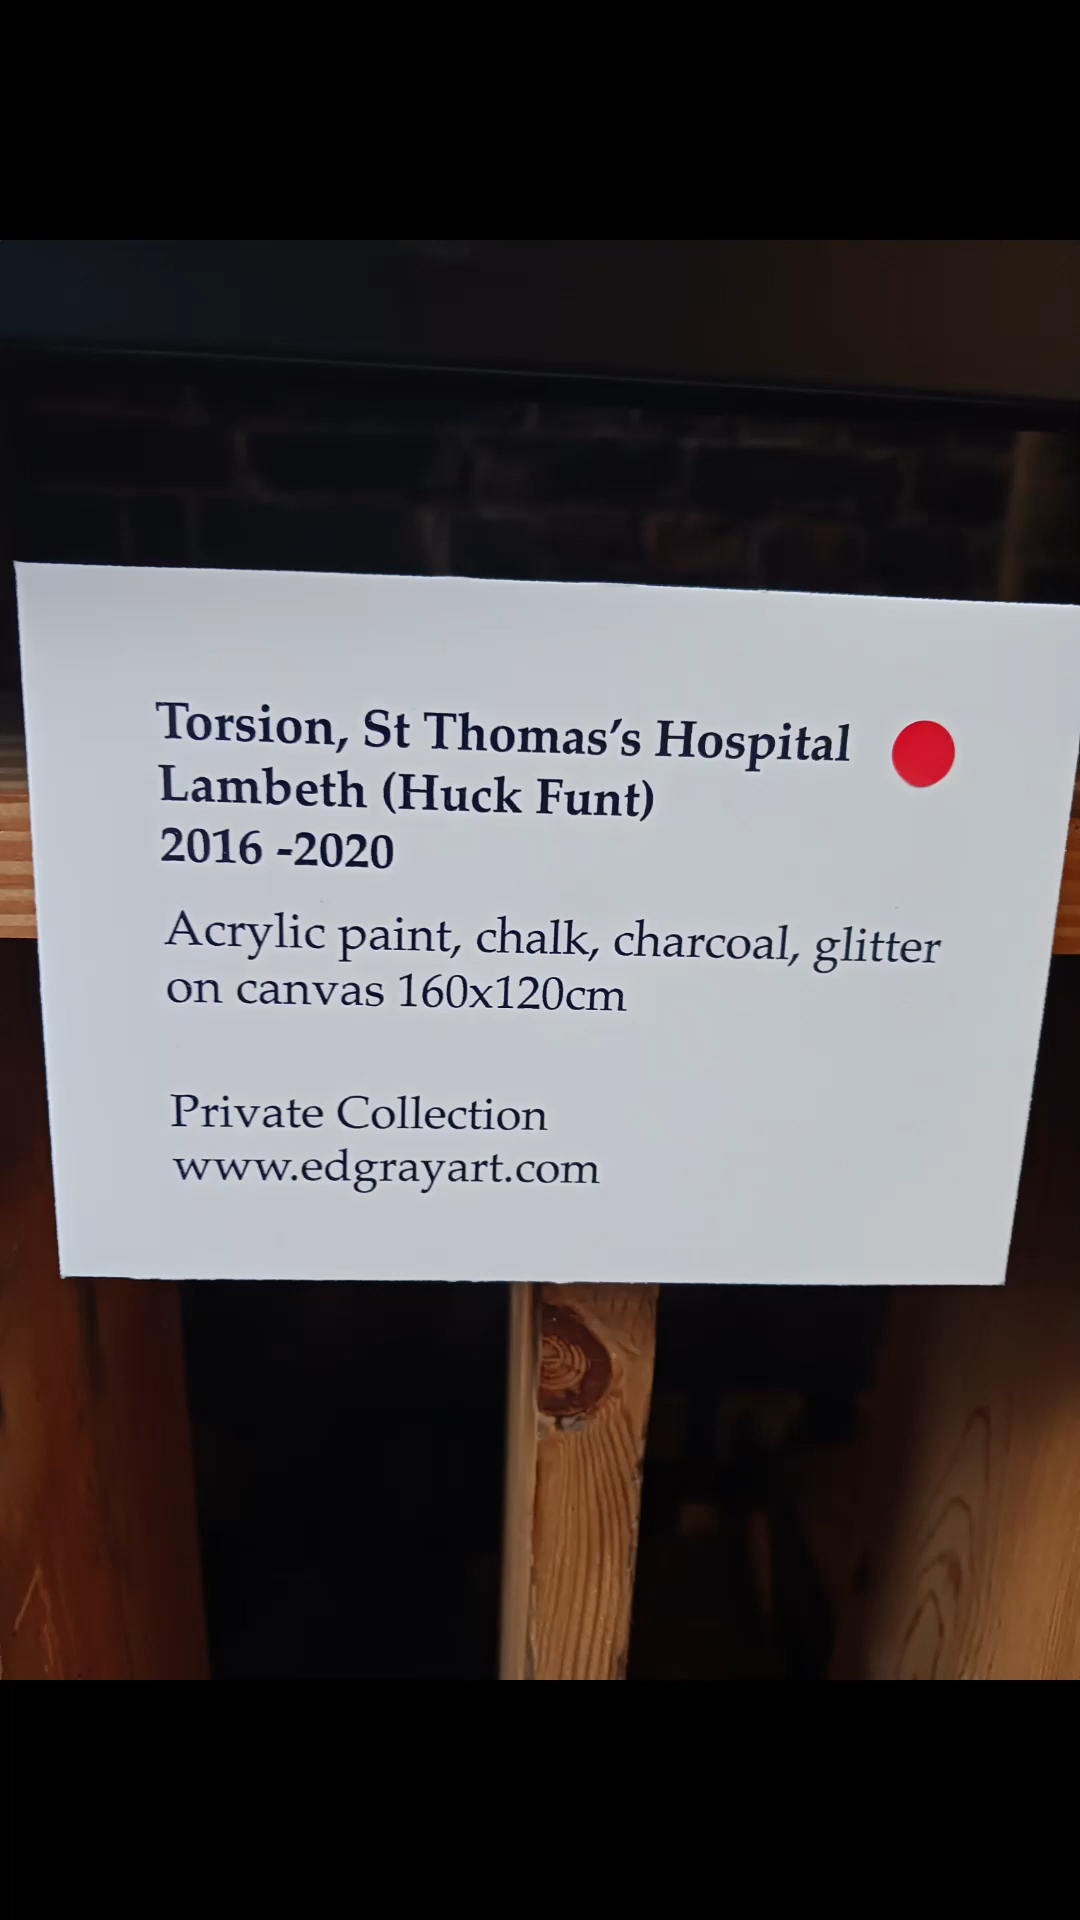 Torsion, St Thomas's Hospital
Lambeth (Huck Funt)
2016 -2020
Acrylic paint, chalk, charcoal, glitter
on canvas 160x120cm
Private Collection
www.edgrayart.com